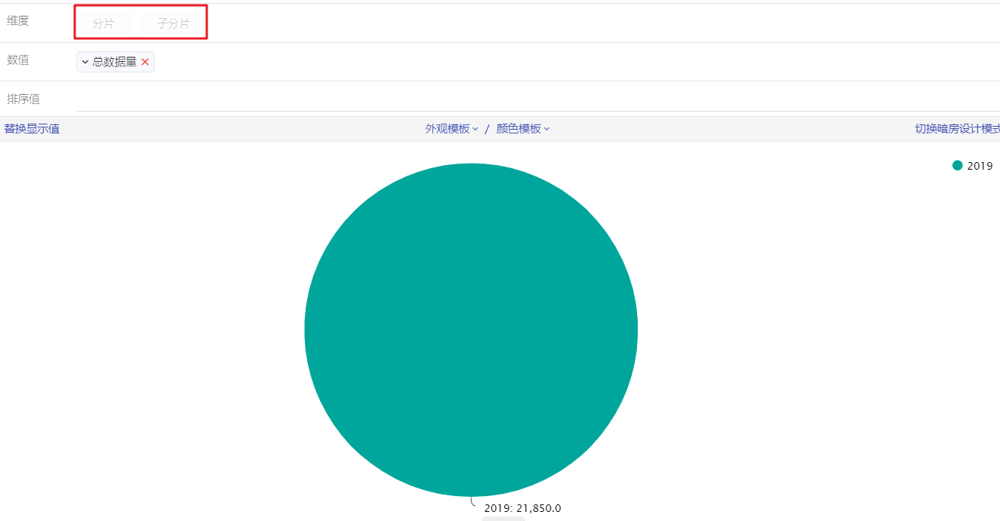 维度 分片 子分片
数值 总数据量
排序值
替换显示值 外观模板 / 颜色模板 切换暗房设计模式
2019
2019: 21,850.0